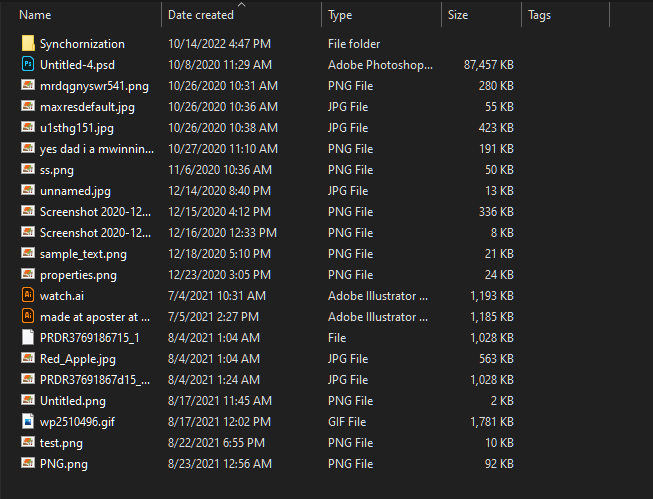 Name Date created Type Size Tags
Synchornization 10/14/2022 4:47 PM File folder
Untitled-4.psd 10/8/2020 11:29 AM Adobe Photoshop... 87,457 KB
mrdqgnyswr541.png 10/26/2020 10:31 AM PNG File 280 KB
maxresdefault.jpg 10/26/2020 10:36 AM JPG File 55 KB
u1sthg151.jpg 10/26/2020 10:38 AM JPG File 423 KB
yes dad i a mwinnin... 10/27/2020 11:10 AM PNG File 191 KB
ss.png 11/6/2020 10:36 AM PNG File 50 KB
unnamed.jpg 12/14/2020 8:40 PM JPG File 13 KB
Screenshot 2020-12... 12/15/2020 4:12 PM PNG File 336 KB
Screenshot 2020-12... 12/16/2020 12:33 PM PNG File 8 KB
sample_text.png 12/18/2020 5:10 PM PNG File 21 KB
properties.png 12/23/2020 3:05 PM PNG File 24 KB
Ai watch.ai 7/4/2021 10:31 AM Adobe Illustrator ... 1,193 KB
Ai made at aposter at ... 7/5/2021 2:27 PM Adobe Illustrator ... 1,185 KB
PRDR3769186715_1 8/4/2021 1:04 AM File 1,028 KB
Red_Apple.jpg 8/4/2021 1:04 AM JPG File 563 KB
PRDR37691867d15_... 8/4/2021 1:24 AM JPG File 1,028 KB
Untitled.png 8/17/2021 11:45 AM PNG File 2 KB
wp2510496.gif 8/17/2021 12:02 PM GIF File 1,781 KB
test.png 8/22/2021 6:55 PM PNG File 10 KB
PNG.png 8/23/2021 12:56 AM PNG File 92 KB